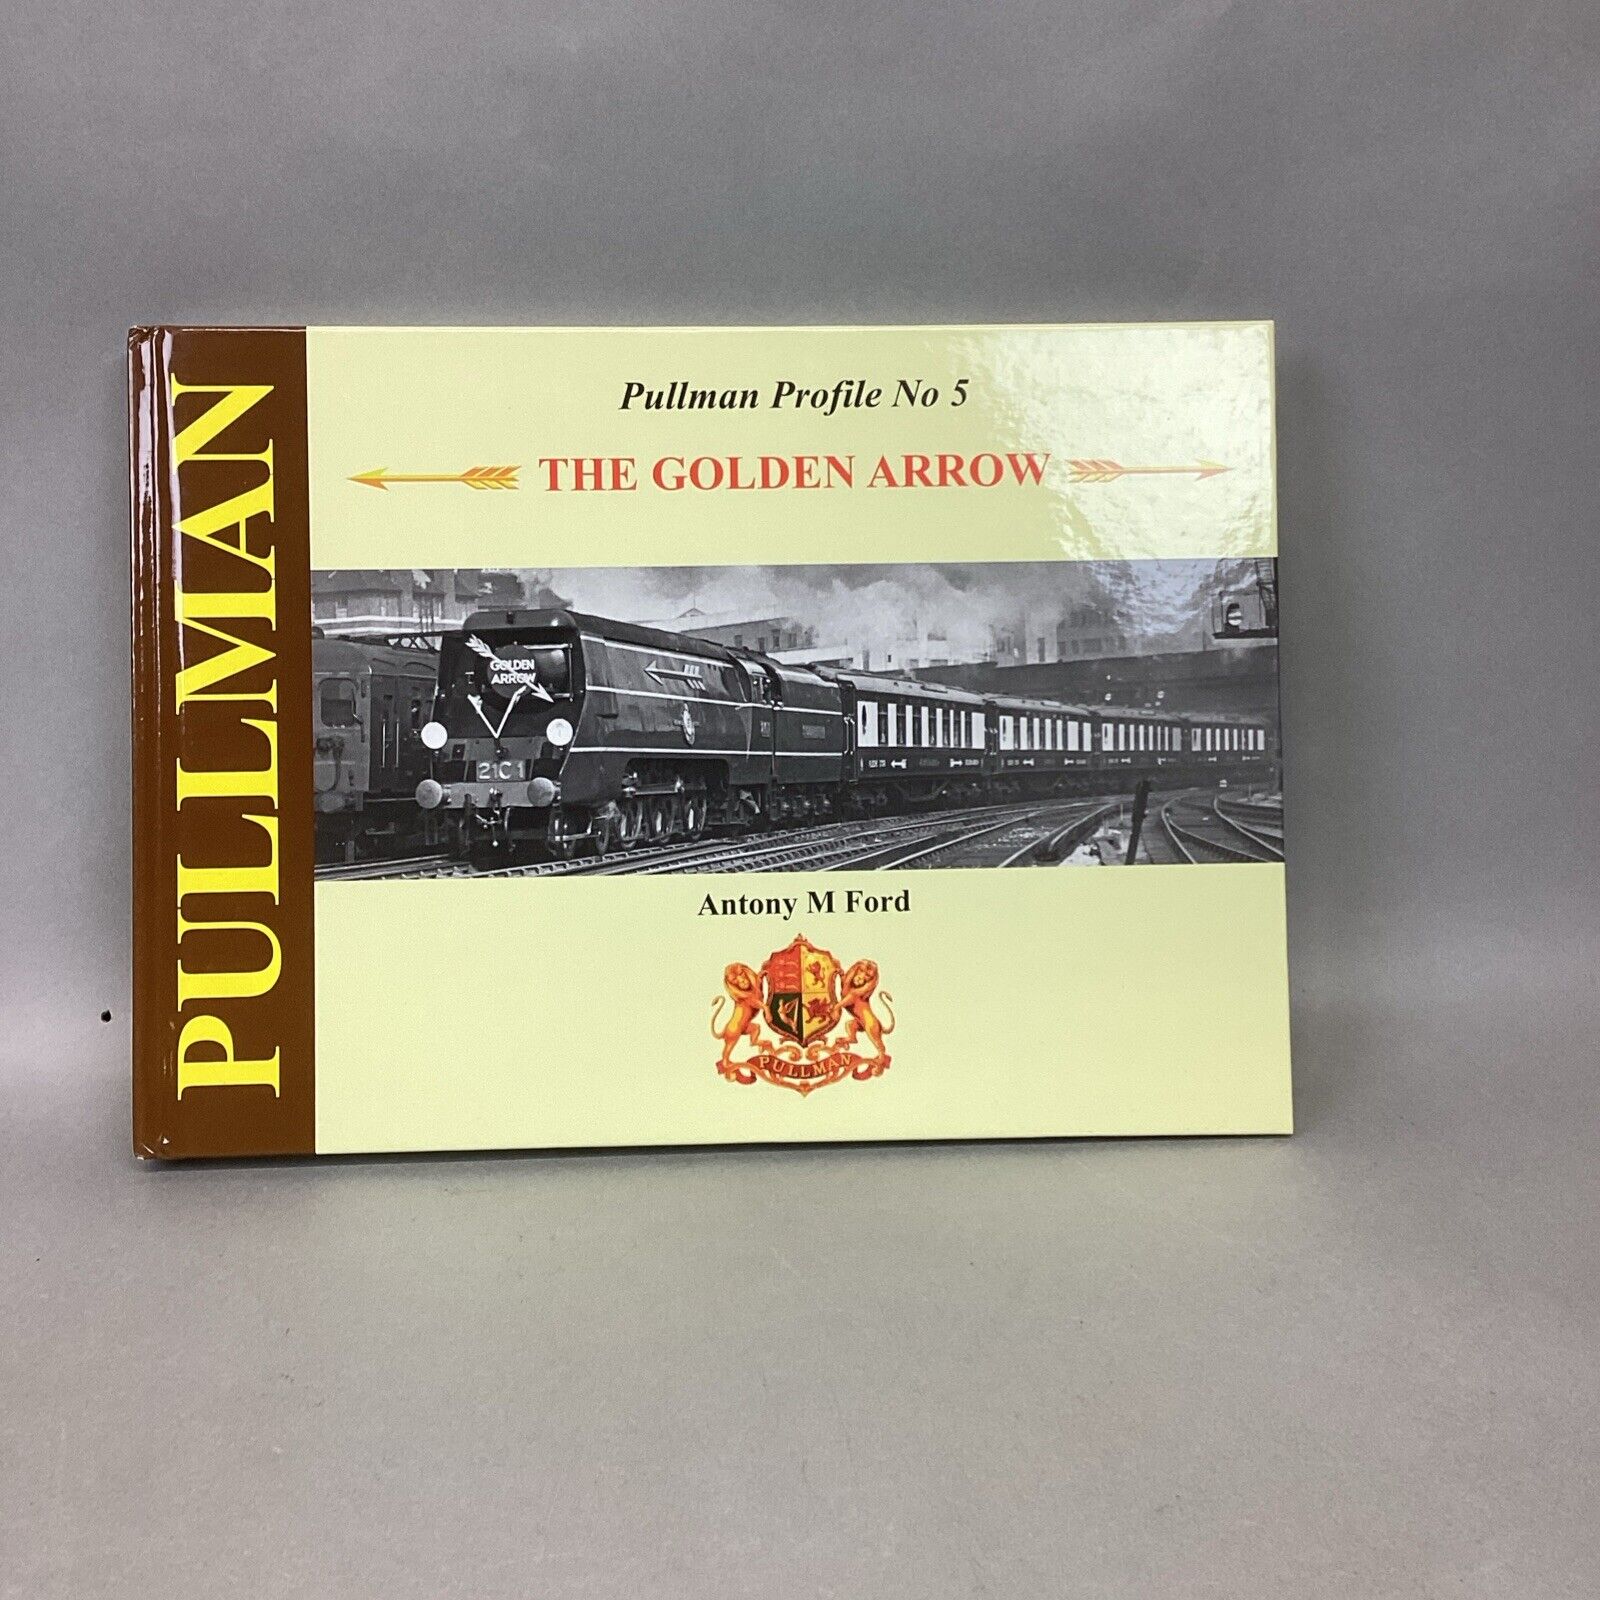 PULLMAN
Pullman Profile No 5
THE GOLDEN ARROW
GOLDEN
ARROW
21C1
Antony M Ford
PULLMAN